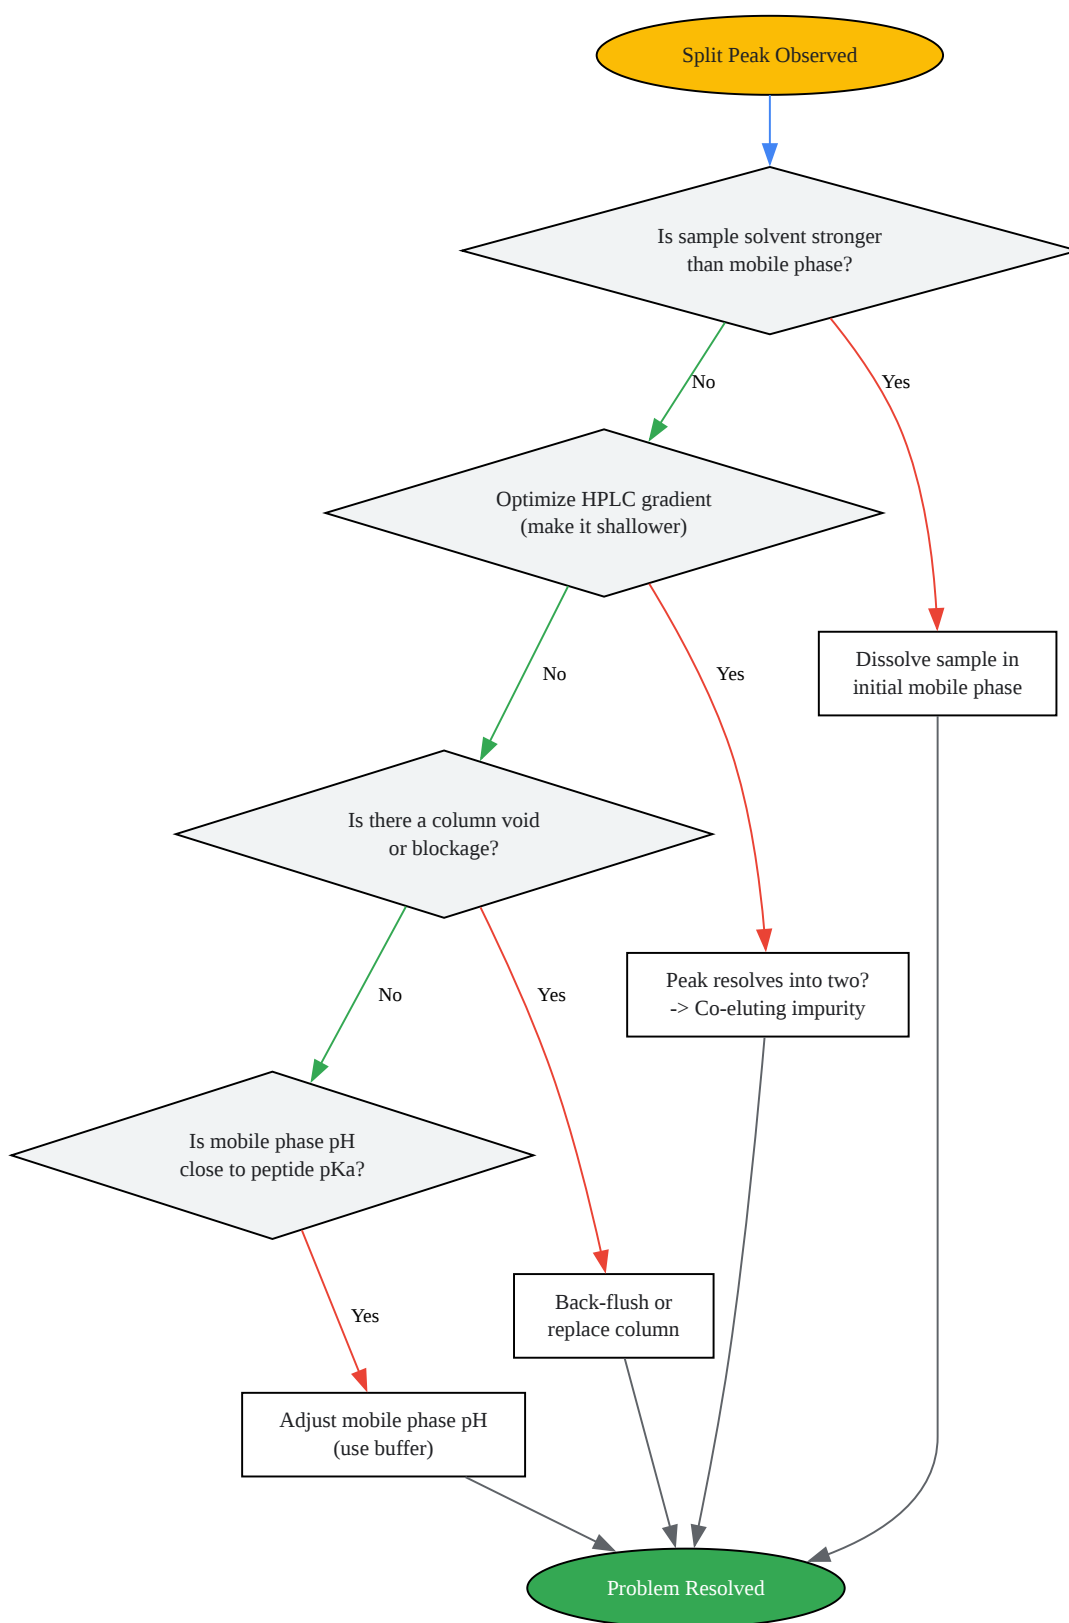 Split Peak Observed
Is sample solvent stronger
than mobile phase?
No
Yes
Optimize HPLC gradient
(make it shallower)
No
Yes
Dissolve sample in
initial mobile phase
Is there a column void
or blockage?
No
Yes
Peak resolves into two?
-> Co-eluting impurity
Is mobile phase pH
close to peptide pKa?
Yes
Back-flush or
replace column
Adjust mobile phase pH
(use buffer)
Problem Resolved